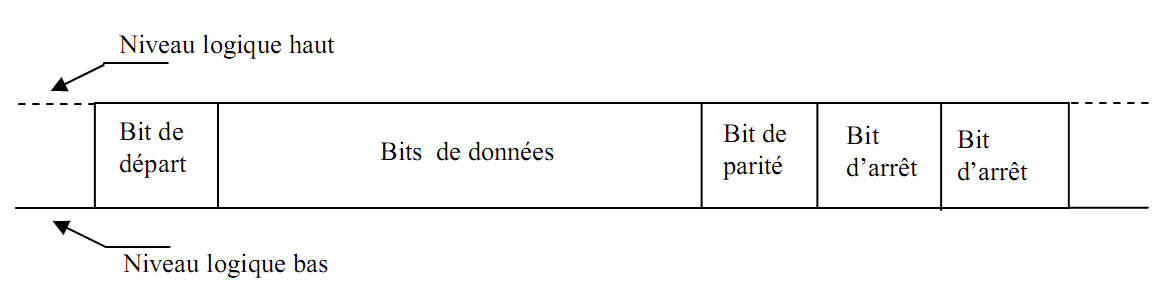 Niveau logique haut
Bit de
départ
Bits de données
Bit de
parité
Bit
d’arrêt
Bit
d’arrêt
Niveau logique bas